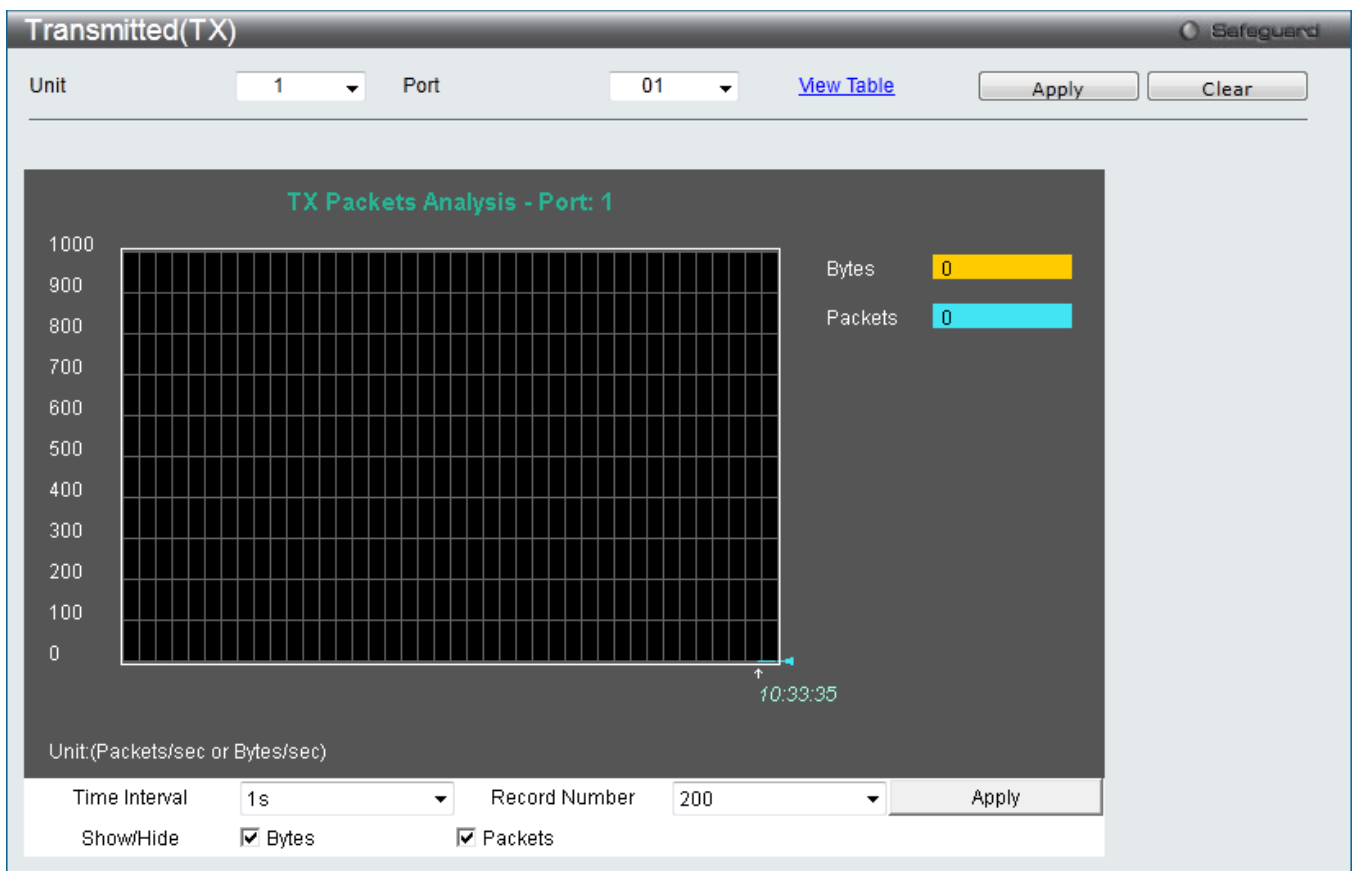 Transmitted(TX) Safeguard
Unit 1 Port 01 View Table Apply Clear
TX Packets Analysis - Port: 1
1000
900
800
700
600
500
400
300
200
100
0
Bytes 0
Packets 0
10:33:35
Unit:(Packets/sec or Bytes/sec)
Time Interval 1s Record Number 200 Apply
Show/Hide Bytes Packets